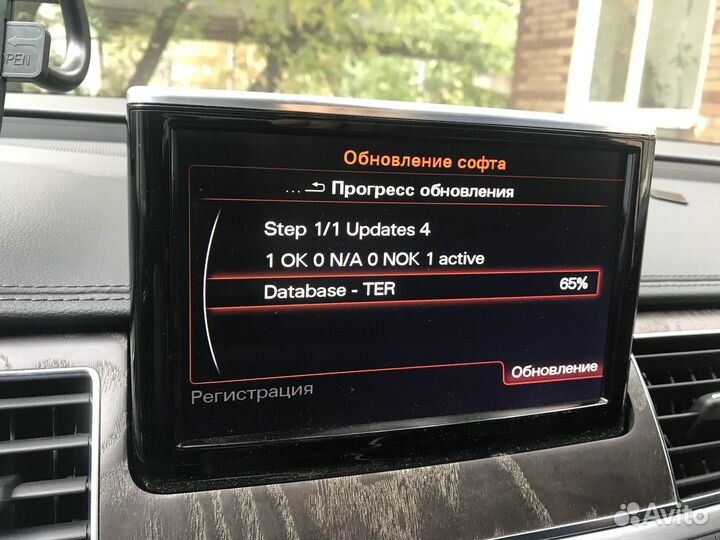 OPEN
Обновление софта
... Прогресс обновления
Step 1/1 Updates 4
1 OK 0 N/A 0 NOK 1 active
Database - TER 65%
Обновление
Регистрация
Avito